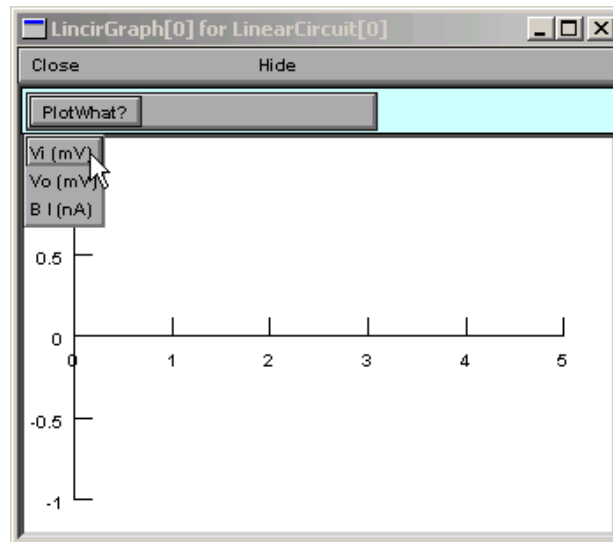 LincirGraph[0] for LinearCircuit[0]
Close Hide
PlotWhat?
Vi (mV)
Vo (mV)
B I (nA)
0.5
0
0 1 2 3 4 5
-0.5
-1